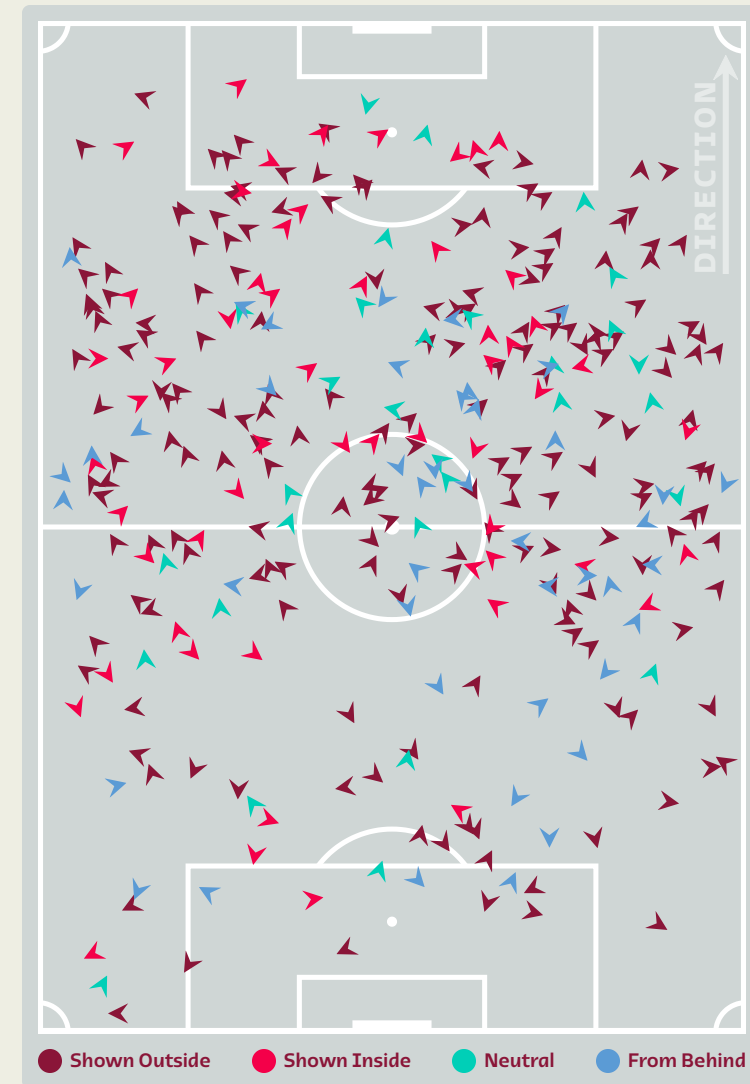 DIRECTION
Shown Outside
Shown Inside
Neutral
From Behind